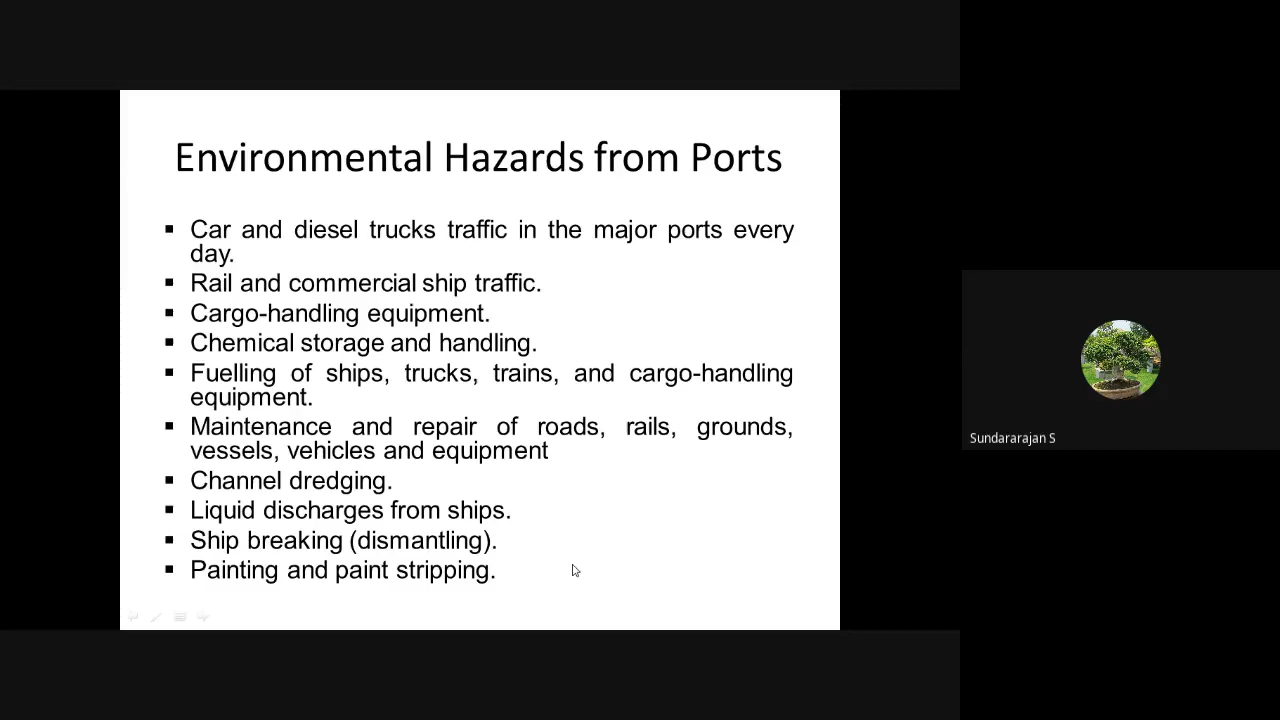 Environmental Hazards from Ports
▪ Car and diesel trucks traffic in the major ports every
day.
▪ Rail and commercial ship traffic.
▪ Cargo-handling equipment.
▪ Chemical storage and handling.
▪ Fuelling of ships, trucks, trains, and cargo-handling
equipment.
▪ Maintenance and repair of roads, rails, grounds,
vessels, vehicles and equipment
▪ Channel dredging.
▪ Liquid discharges from ships.
▪ Ship breaking (dismantling).
▪ Painting and paint stripping.
Sundararajan S